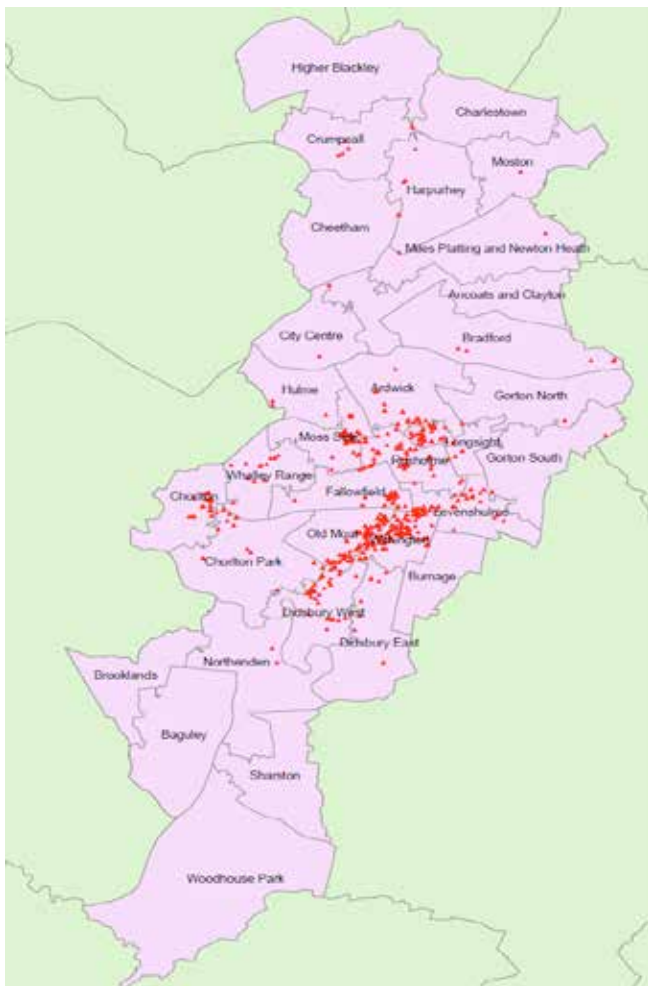 Higher Blackley
Charlestown
Crumpsall
Moston
Harpurhey
Cheetham
Miles Platting and Newton Heath
Ancoats and Clayton
City Centre
Bradford
Hulme
Ardwick
Gorton North
Moss Side
Longsight
Rusholme
Gorton South
Whalley Range
Fallowfield
Chorlton
Levenshulme
Old Moat
Withington
Chorlton Park
Burnage
Didsbury West
Didsbury East
Northenden
Brooklands
Baguley
Sharston
Woodhouse Park